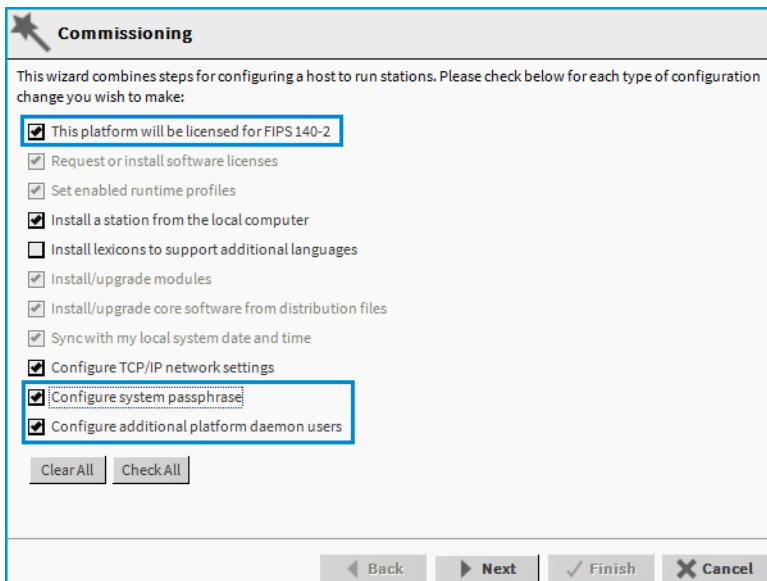 Commissioning
This wizard combines steps for configuring a host to run stations. Please check below for each type of configuration
change you wish to make:
This platform will be licensed for FIPS 140-2
Request or install software licenses
Set enabled runtime profiles
Install a station from the local computer
Install lexicons to support additional languages
Install/upgrade modules
Install/upgrade core software from distribution files
Sync with my local system date and time
Configure TCP/IP network settings
Configure system passphrase
Configure additional platform daemon users
Clear All Check All
Back Next Finish Cancel